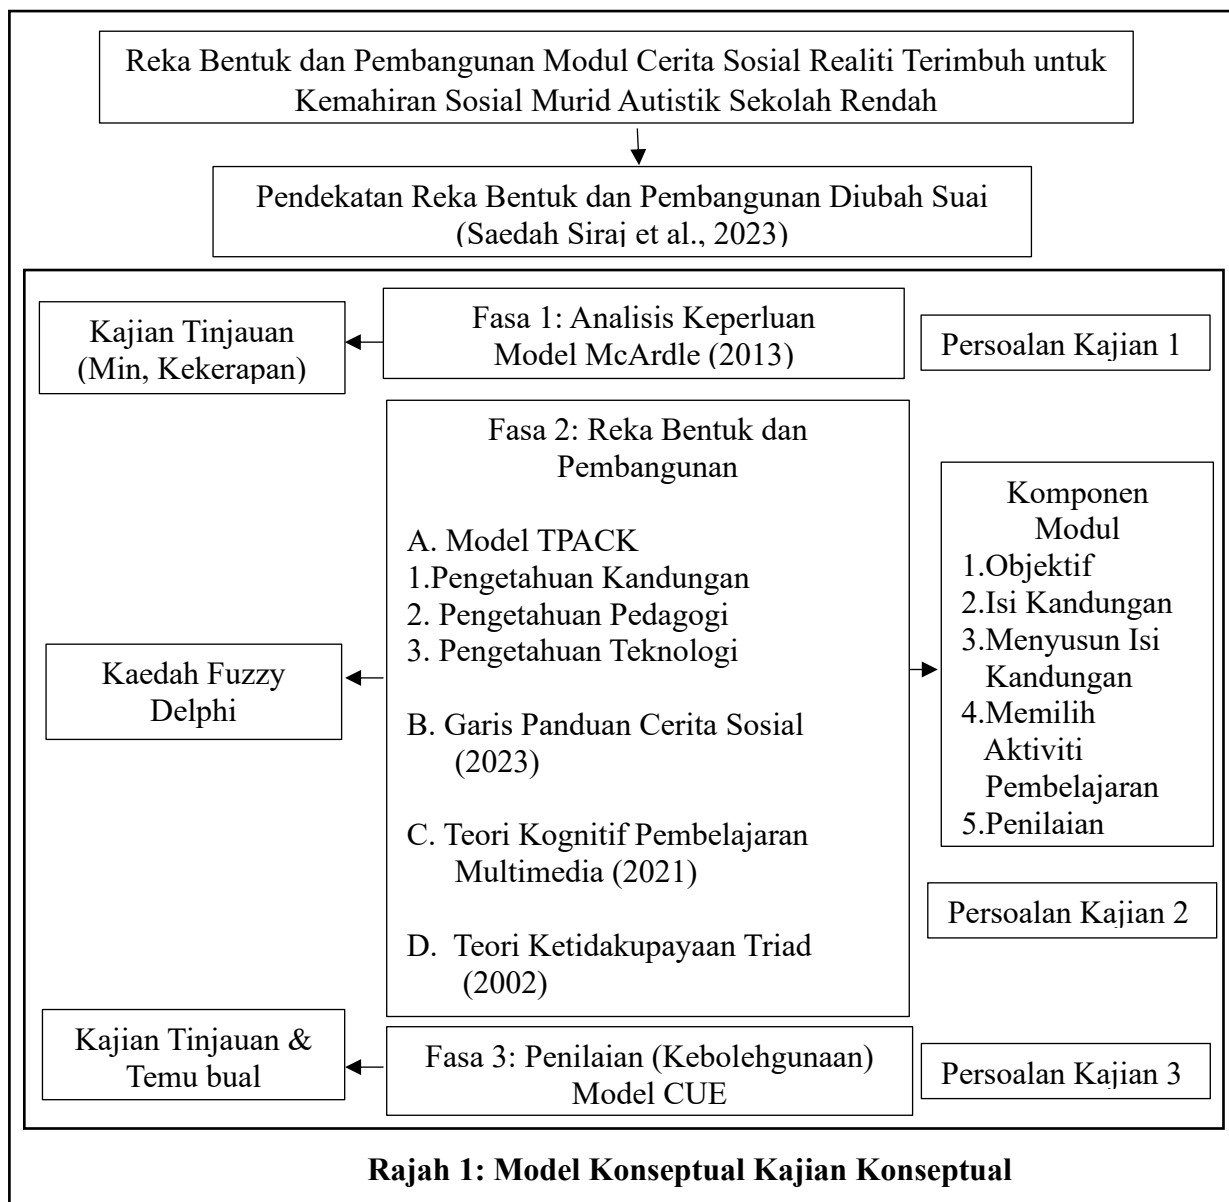 Reka Bentuk dan Pembangunan Modul Cerita Sosial Realiti Terimbuh untuk
Kemahiran Sosial Murid Autistik Sekolah Rendah
Pendekatan Reka Bentuk dan Pembangunan Diubah Suai
(Saedah Siraj et al., 2023)
Kajian Tinjauan
(Min, Kekerapan)
Fasa 1: Analisis Keperluan
Model McArdle (2013)
Persoalan Kajian 1
Kaedah Fuzzy
Delphi
Fasa 2: Reka Bentuk dan
Pembangunan
A. Model TPACK
1.Pengetahuan Kandungan
2. Pengetahuan Pedagogi
3. Pengetahuan Teknologi
B. Garis Panduan Cerita Sosial
(2023)
C. Teori Kognitif Pembelajaran
Multimedia (2021)
D. Teori Ketidakupayaan Triad
(2002)
Komponen
Modul
1.Objektif
2.Isi Kandungan
3.Menyusun Isi
Kandungan
4.Memilih
Aktiviti
Pembelajaran
5.Penilaian
Persoalan Kajian 2
Kajian Tinjauan &
Temu bual
Fasa 3: Penilaian (Kebolehgunaan)
Model CUE
Persoalan Kajian 3
Rajah 1: Model Konseptual Kajian Konseptual